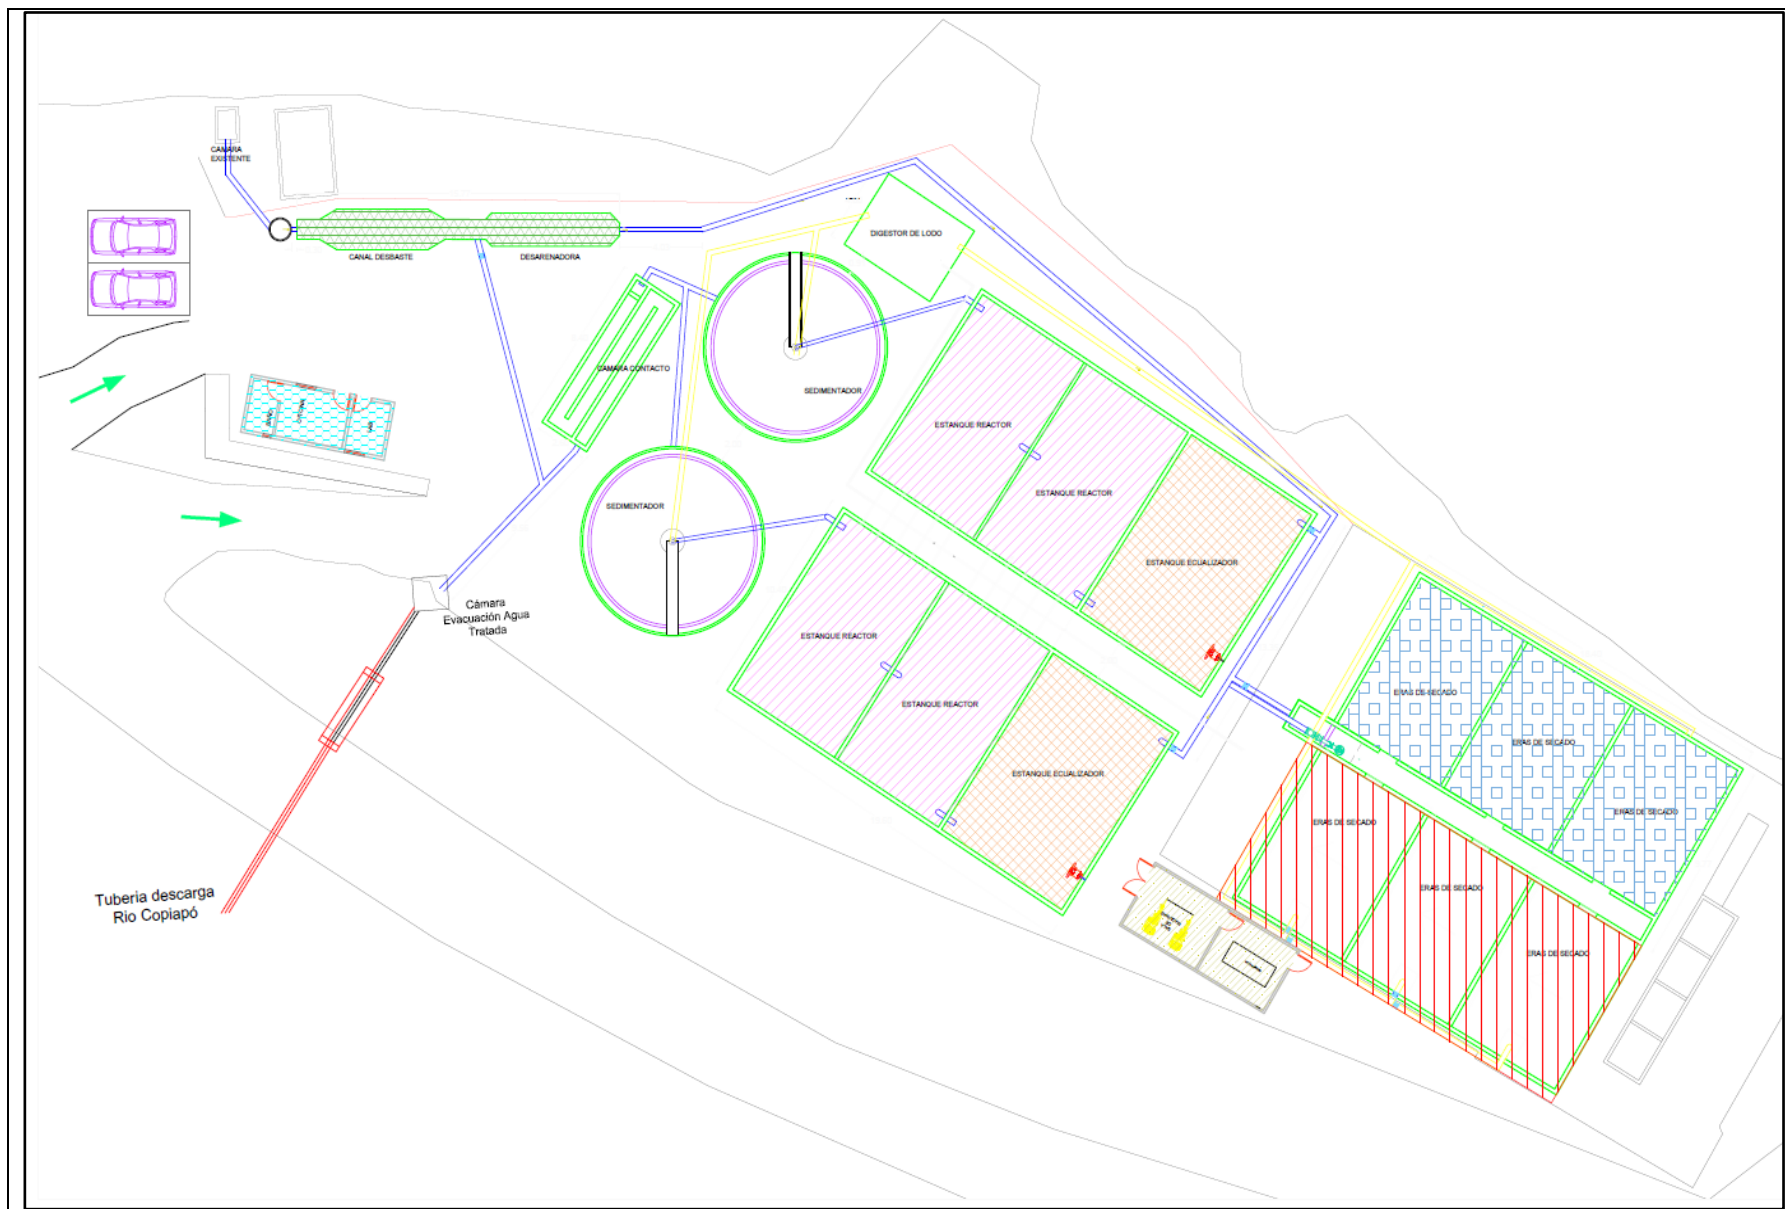 CAMARA
EXISTENTE
CANAL DESBASTE
DESARENADORA
DIGESTOR DE LODO
CAMARA CONTACTO
SEDIMENTADOR
SEDIMENTADOR
ESTANQUE REACTOR
ESTANQUE REACTOR
ESTANQUE ECUALIZADOR
ESTANQUE REACTOR
ESTANQUE REACTOR
ESTANQUE ECUALIZADOR
Cámara
Evacuación Agua
Tratada
ERAS DE SECADO
ERAS DE SECADO
ERAS DE SECADO
ERAS DE SECADO
ERAS DE SECADO
ERAS DE SECADO
Tuberia descarga
Rio Copiapó